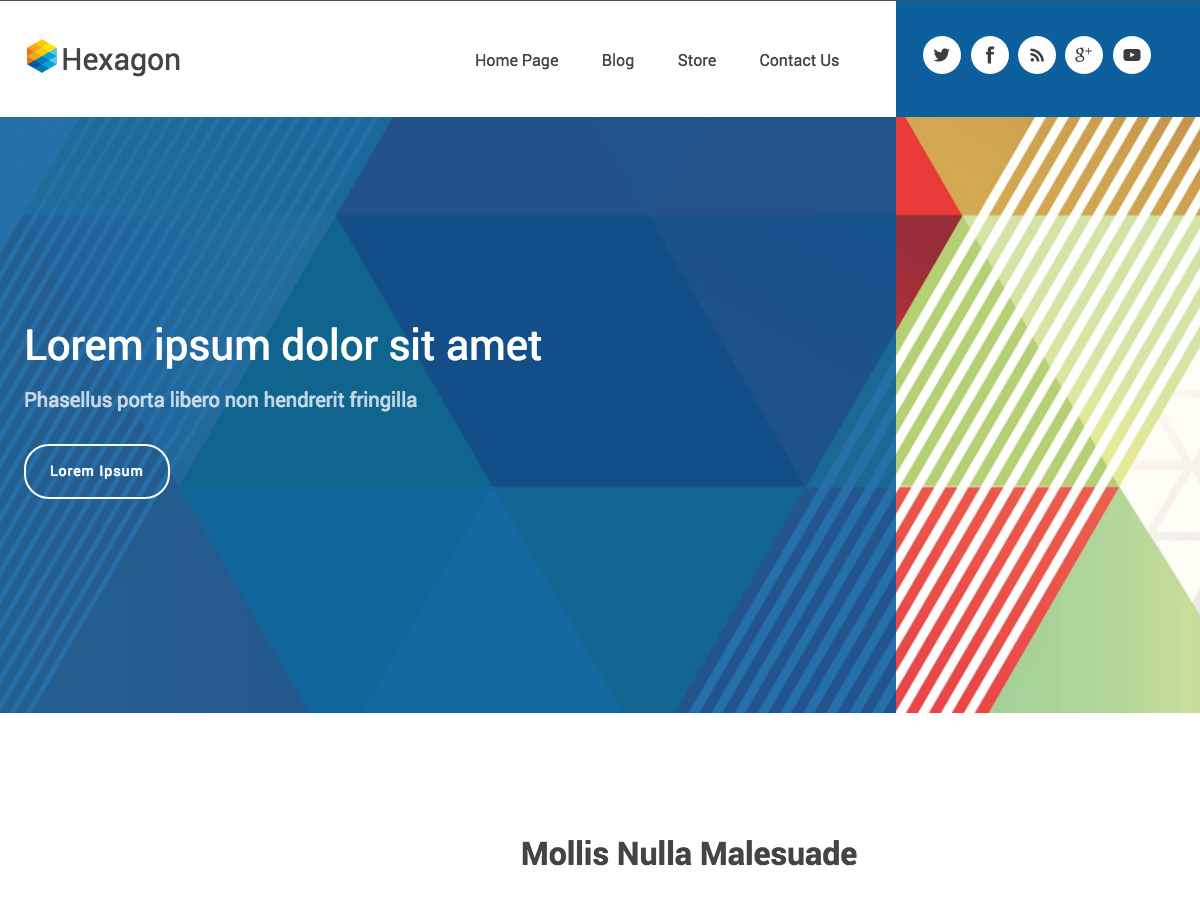 Hexagon
Home Page
Blog
Store
Contact Us
Lorem ipsum dolor sit amet
Phasellus porta libero non hendrerit fringilla
Lorem Ipsum
Mollis Nulla Malesuade